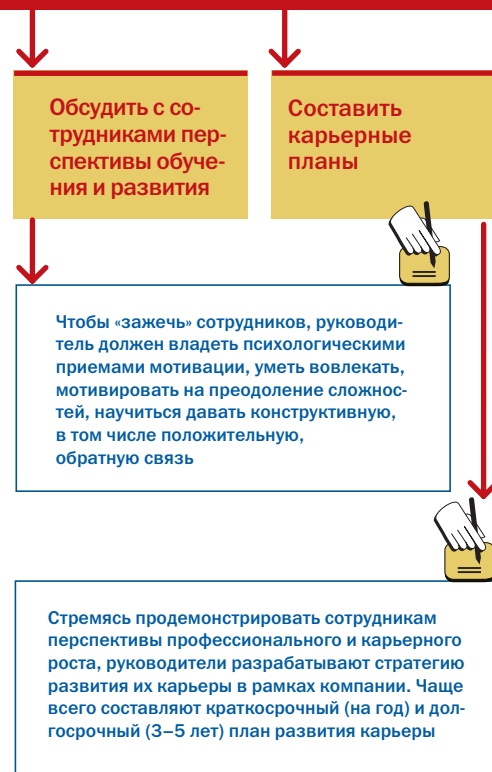 Обсудить с со-
трудниками пер-
спективы обуче-
ния и развития
Составить
карьерные
планы
Чтобы «зажечь» сотрудников, руководи-
тель должен владеть психологическими
приемами мотивации, уметь вовлекать,
мотивировать на преодоление сложнос-
тей, научиться давать конструктивную,
в том числе положительную,
обратную связь
Стремясь продемонстрировать сотрудникам
перспективы профессионального и карьерного
роста, руководители разрабатывают стратегию
развития их карьеры в рамках компании. Чаще
всего составляют краткосрочный (на год) и дол-
госрочный (3–5 лет) план развития карьеры